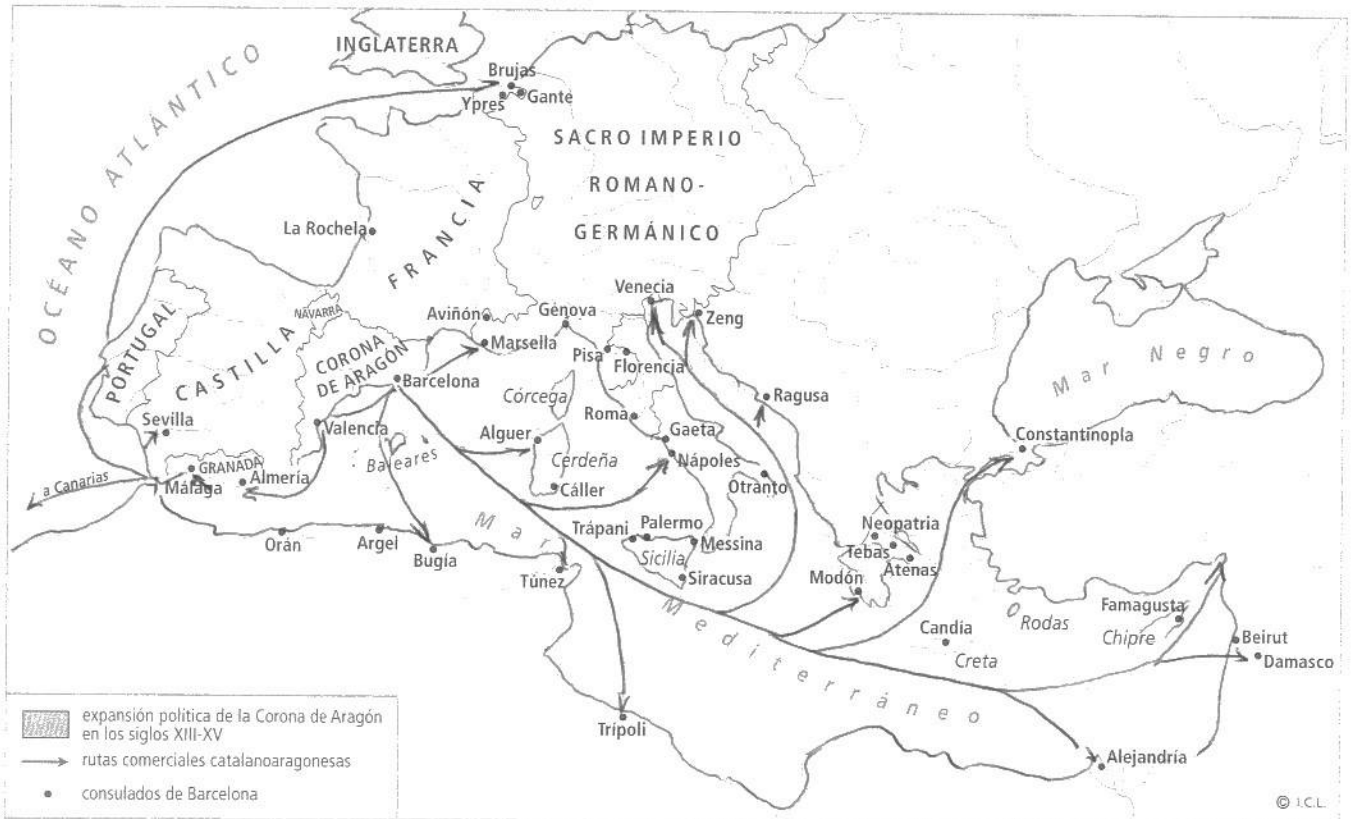 INGLATERRA
Brujas
Ypres
Gante
OCÉANO ATLÁNTICO
SACRO IMPERIO
ROMANO-
GERMÁNICO
La Rochela
FRANCIA
Venecia
Zeng
NAVARRA
Aviñón
Génova
Marsella
PORTUGAL
CASTILLA
CORONA
DE ARAGÓN
Pisa
Florencia
Mar Negro
Barcelona
Córcega
Ragusa
Sevilla
Valencia
Roma
Gaeta
Constantinopla
Alguer
Baleares
Cerdeña
Nápoles
GRANADA
Almería
Málaga
a Canarias
Cáller
Otranto
Orán
Argel
Bugía
Mar Mediterráneo
Trápani
Palermo
Messina
Sicilia
Siracusa
Túnez
Neopatria
Tebas
Atenas
Modón
Candía
Creta
Rodas
Famagusta
Chipre
Beirut
Damasco
Trípoli
Alejandría
expansión política de la Corona de Aragón
en los siglos XIII-XV
rutas comerciales catalanoaragonesas
consulados de Barcelona
© I.C.L.